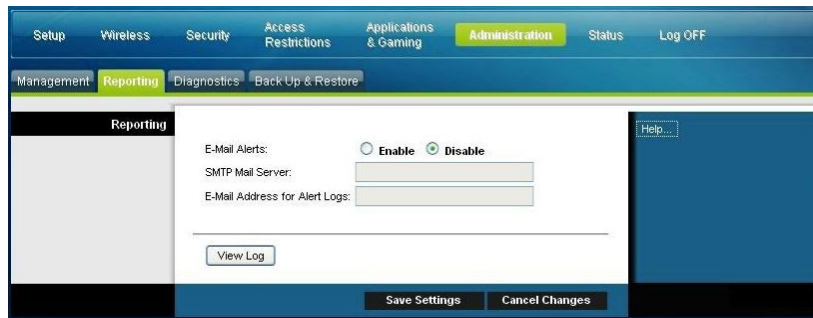 Setup Wireless Security Access Restrictions Applications & Gaming Administration Status Log OFF
Management Reporting Diagnostics Back Up & Restore
Reporting
Help...
E-Mail Alerts: Enable Disable
SMTP Mail Server:
E-Mail Address for Alert Logs:
View Log
Save Settings Cancel Changes